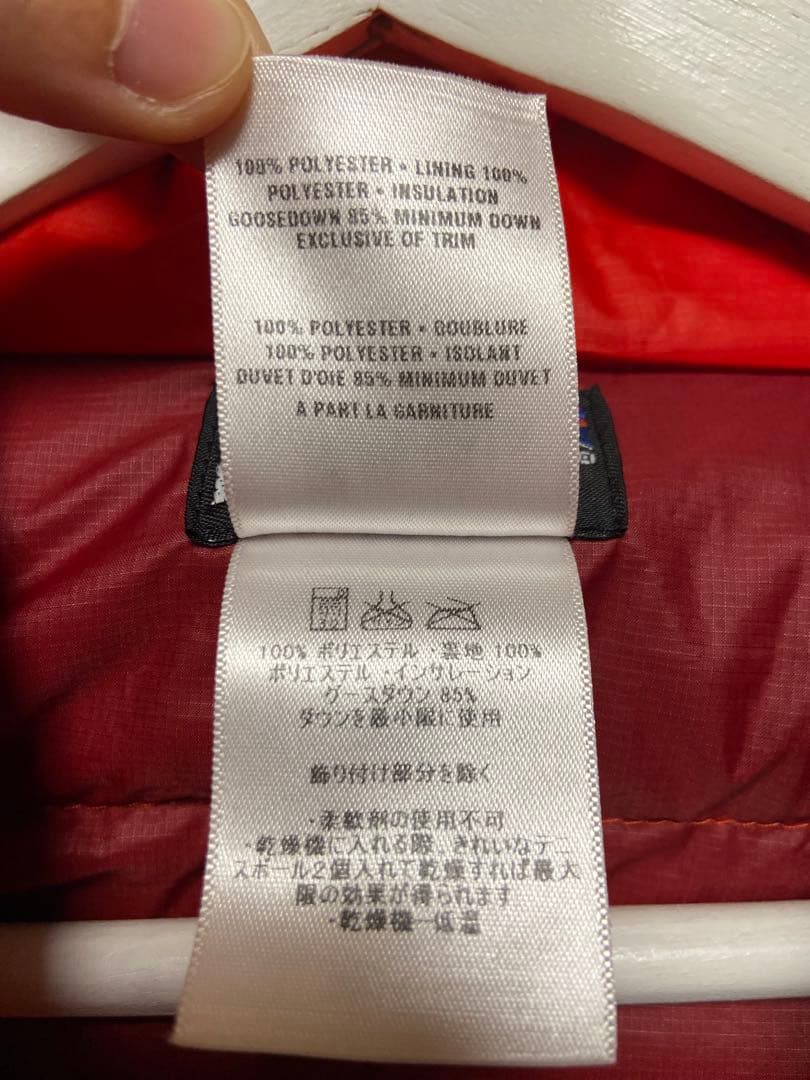 100% POLYESTER • LINING 100%
POLYESTER • INSULATION
GOOSEDOWN 85% MINIMUM DOWN
EXCLUSIVE OF TRIM
100% POLYESTER • DOUBLURE
100% POLYESTER • ISOLANT
DUVET D'OIE 85% MINIMUM DUVET
A PART LA GARNITURE
100% ポリエステル ・裏地 100%
ポリエステル ・インサレーション
グースダウン 85%
ダウンを最小限に使用
飾り付け部分を除く
・柔軟剤の使用不可
・乾燥機に入れる際、きれいなテニ
スボール2個入れて乾燥すれば最大
限の効果が得られます
・乾燥機ー低温